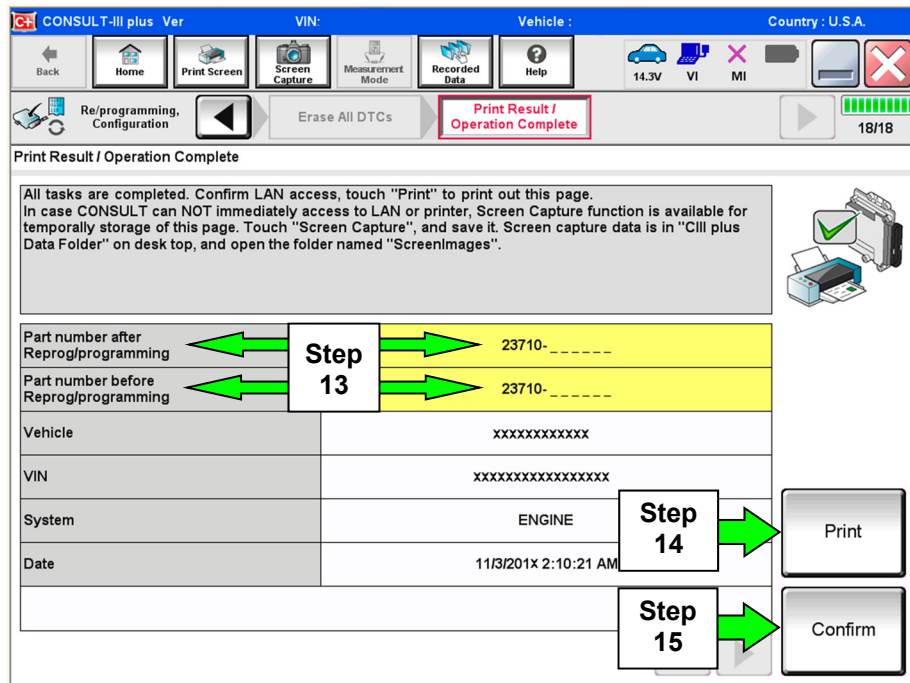 CONSULT-III plus Ver VIN: Vehicle : Country : U.S.A.
Back
Home
Print Screen
Screen
Capture
Measurement
Mode
Recorded
Data
Help
14.3V
VI
MI
Re/programming,
Configuration
Erase All DTCs
Print Result /
Operation Complete
18/18
Print Result / Operation Complete
All tasks are completed. Confirm LAN access, touch "Print" to print out this page.
In case CONSULT can NOT immediately access to LAN or printer, Screen Capture function is available for
temporally storage of this page. Touch "Screen Capture", and save it. Screen capture data is in "CIII plus
Data Folder" on desk top, and open the folder named "ScreenImages".
Part number after
Reprog/programming
23710-_ _ _ _ _ _
Step
13
Part number before
Reprog/programming
23710-_ _ _ _ _ _
Vehicle
xxxxxxxxxxxx
VIN
xxxxxxxxxxxxxxxxx
System
ENGINE
Step
14
Print
Date
11/3/201x 2:10:21 AM
Step
15
Confirm